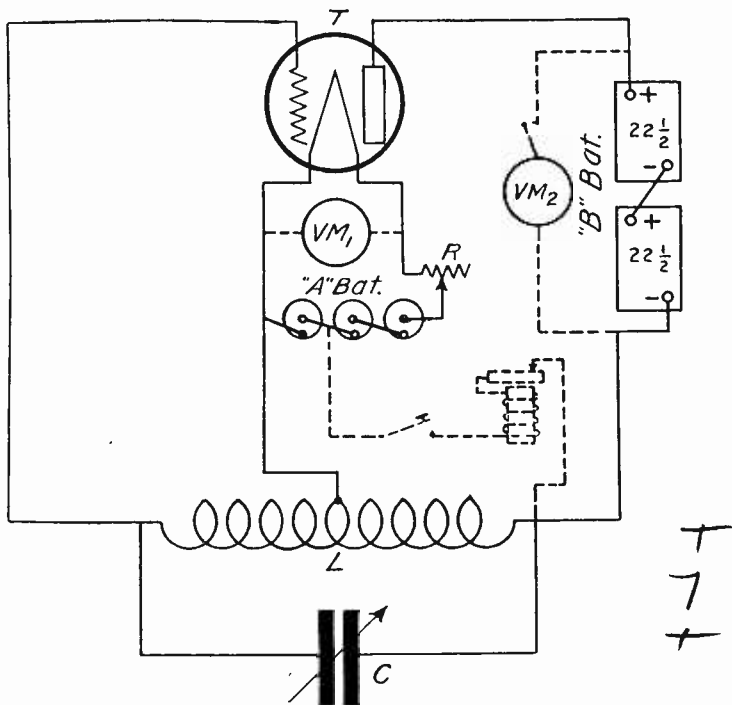 T
+
22 1/2
-
VM₂
"B" Bat.
+
22 1/2
-
VM₁
R
"A" Bat.
L
C